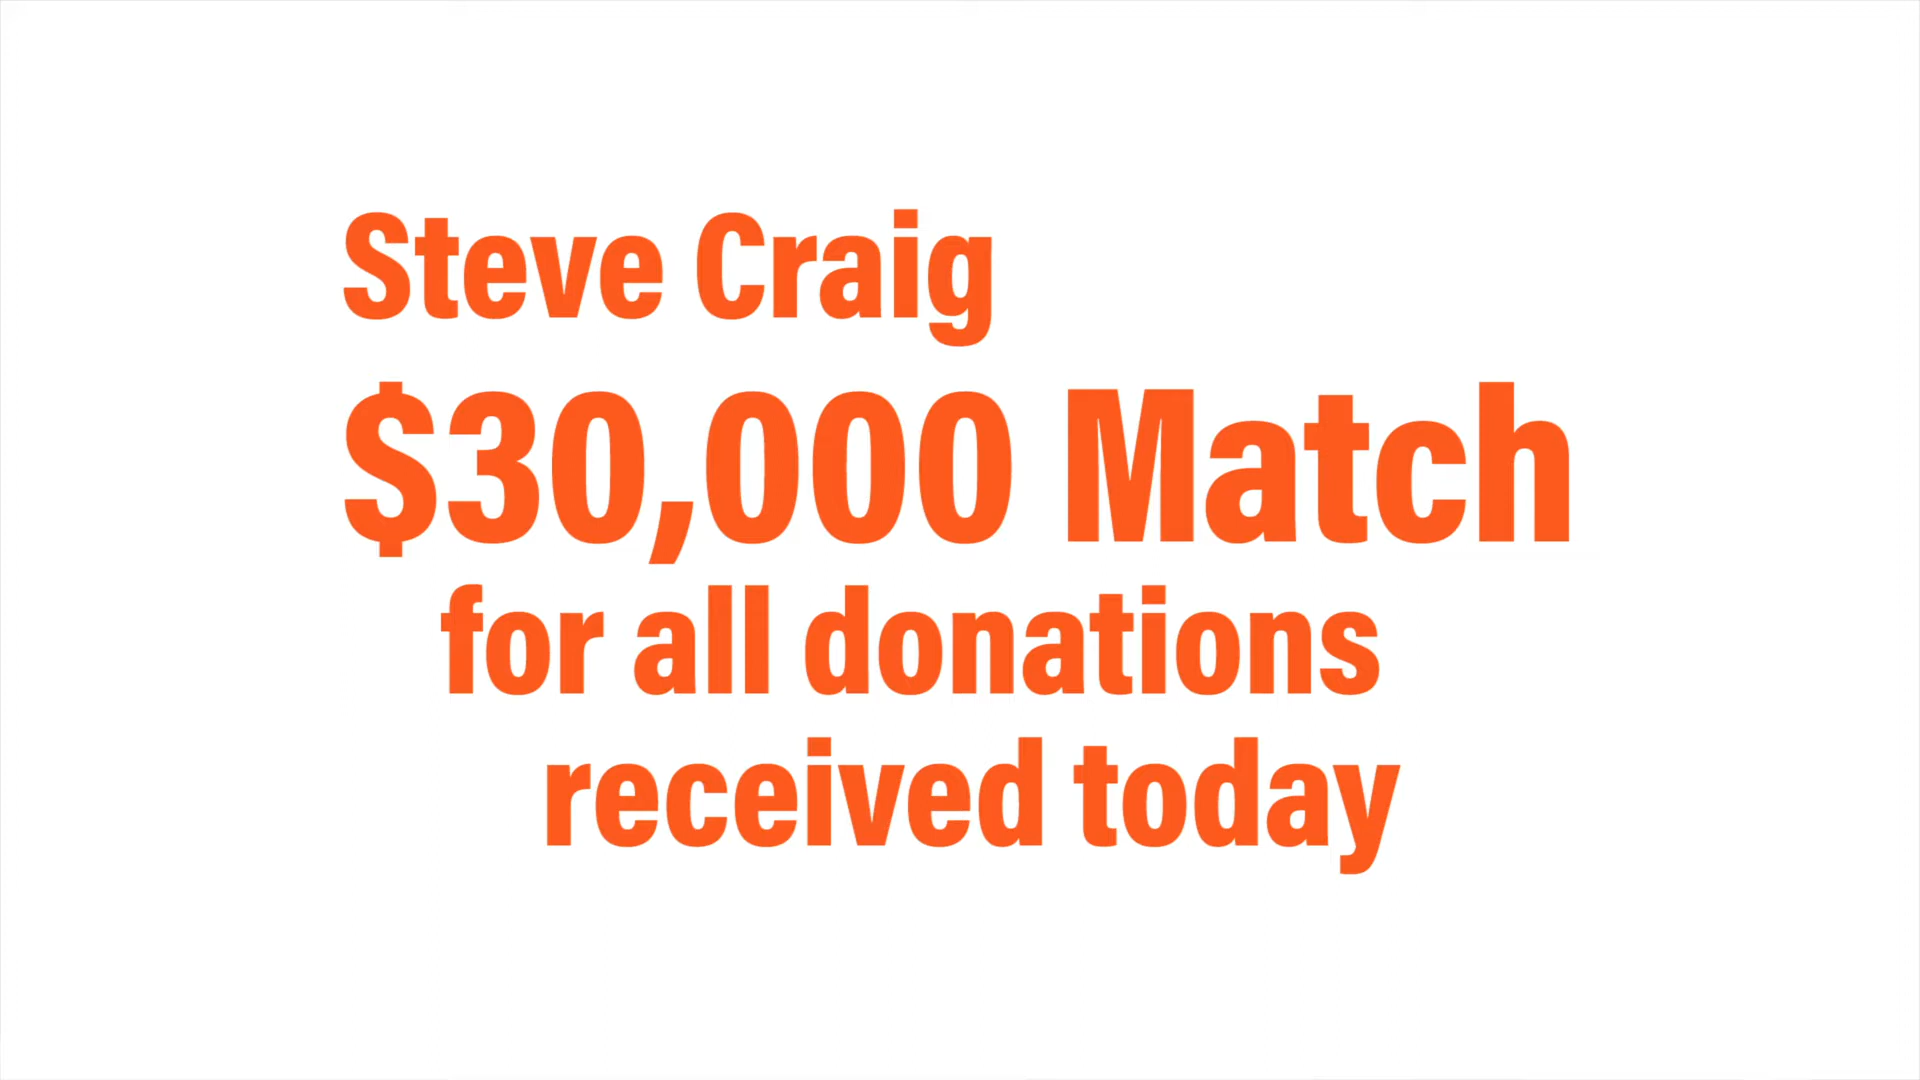 Steve Craig
$30,000 Match
for all donations
received today